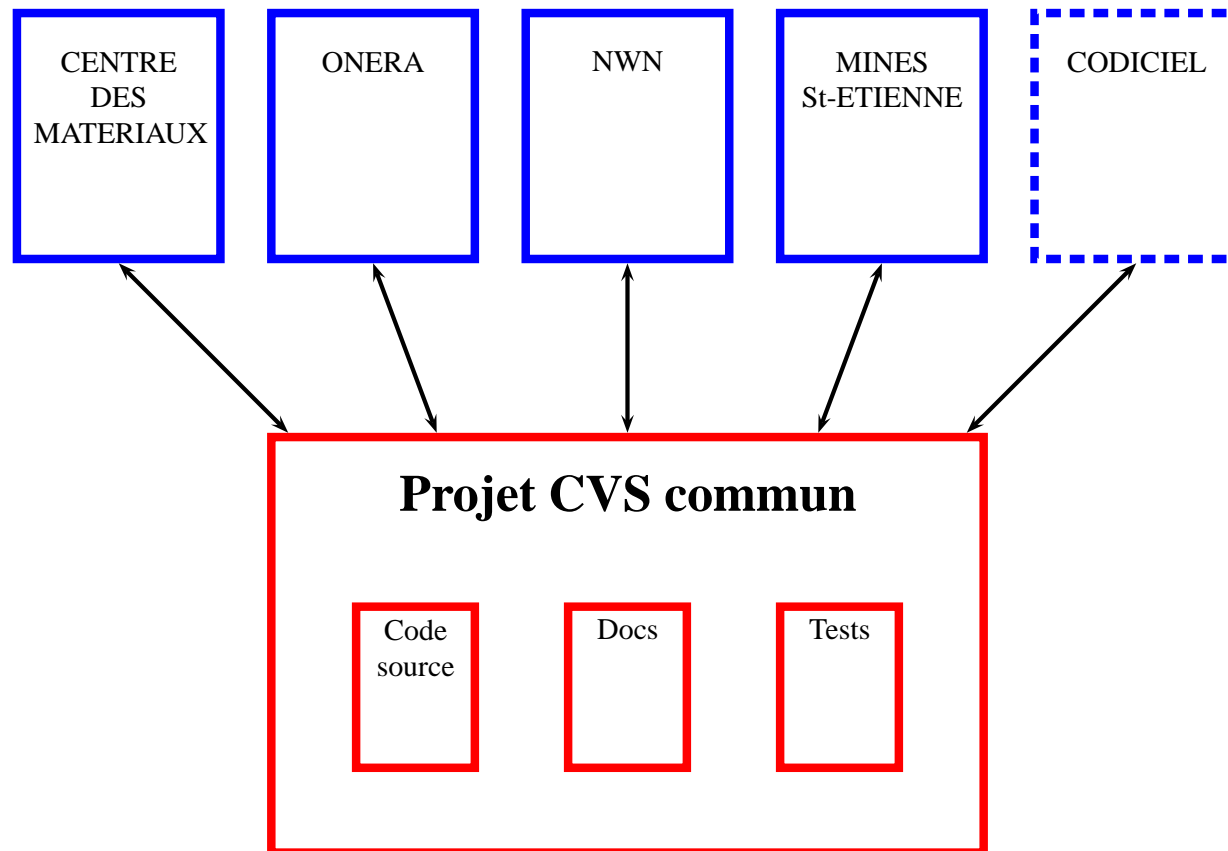 CENTRE
DES
MATERIAUX
ONERA
NWN
MINES
St-ETIENNE
CODICIEL
Projet CVS commun
Code
source
Docs
Tests